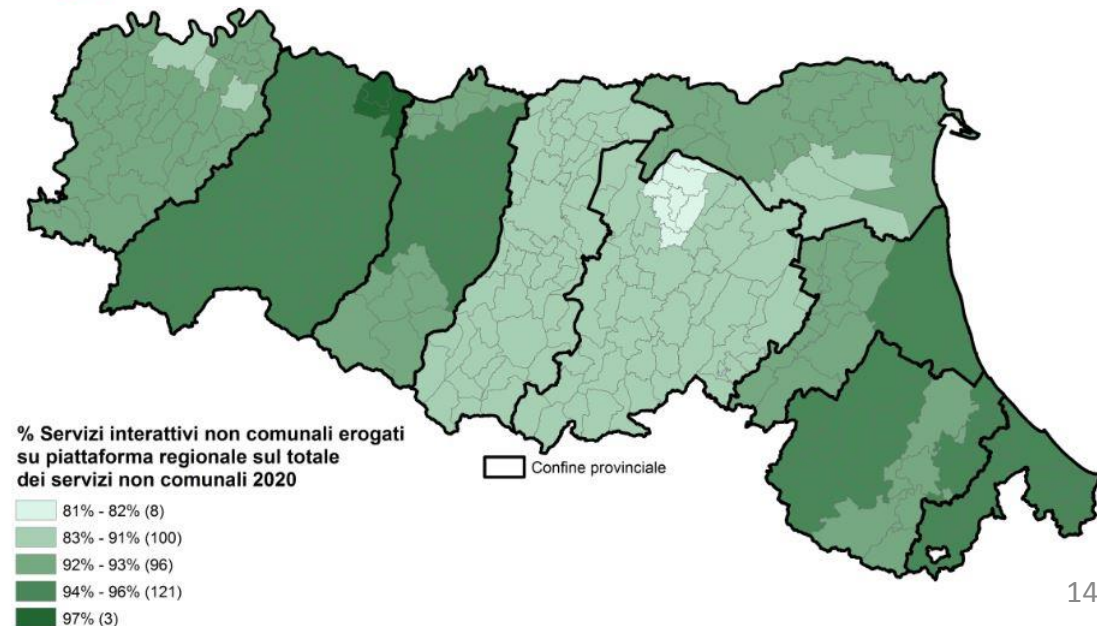 % Servizi interattivi non comunali erogati
su piattaforma regionale sul totale
dei servizi non comunali 2020
81% - 82% (8)
83% - 91% (100)
92% - 93% (96)
94% - 96% (121)
97% (3)
Confine provinciale
14